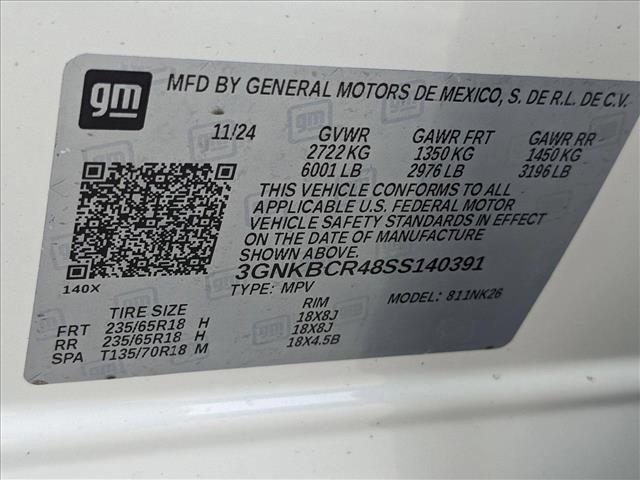 gm
MFD BY GENERAL MOTORS DE MEXICO, S. DE R.L. DE C.V.
11/24 GVWR GAWR FRT GAWR RR
2722 KG 1350 KG 1450 KG
6001 LB 2976 LB 3196 LB
THIS VEHICLE CONFORMS TO ALL
APPLICABLE U.S. FEDERAL MOTOR
VEHICLE SAFETY STANDARDS IN EFFECT
ON THE DATE OF MANUFACTURE
SHOWN ABOVE.
3GNKBCR48SS140391
140X TYPE: MPV MODEL: 811NK26
TIRE SIZE RIM
FRT 235/65R18 H 18X8J
RR 235/65R18 H 18X8J
SPA T135/70R18 M 18X4.5B